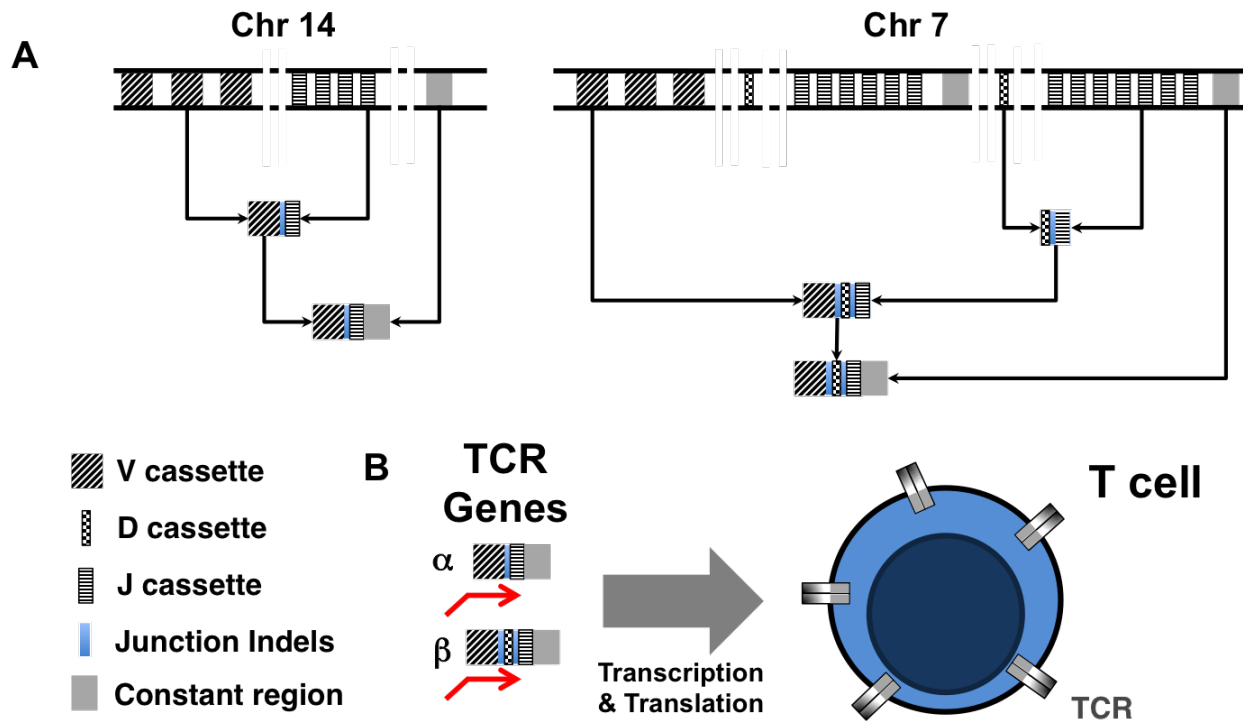 A
Chr 14
Chr 7
V cassette
D cassette
J cassette
Junction Indels
Constant region
B
TCR
Genes
α
β
Transcription
& Translation
T cell
TCR